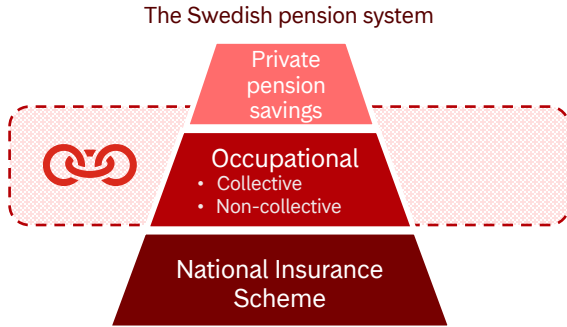 The Swedish pension system
Private
pension
savings
Occupational
• Collective
• Non-collective
National Insurance
Scheme